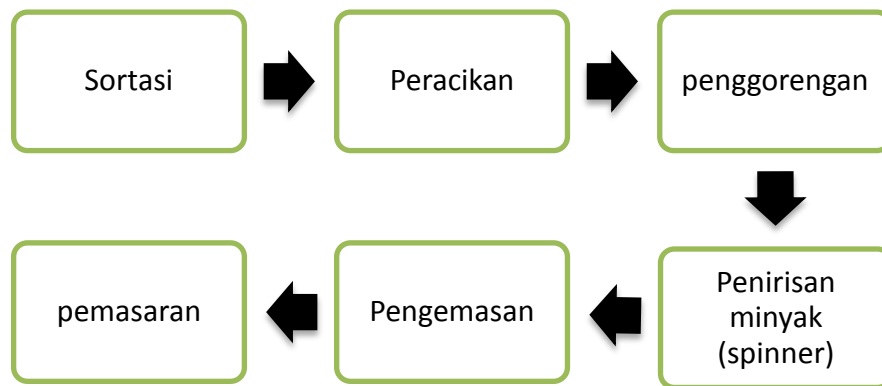 Sortasi
Peracikan
penggorengan
Penirisan
minyak
(spinner)
Pengemasan
pemasaran